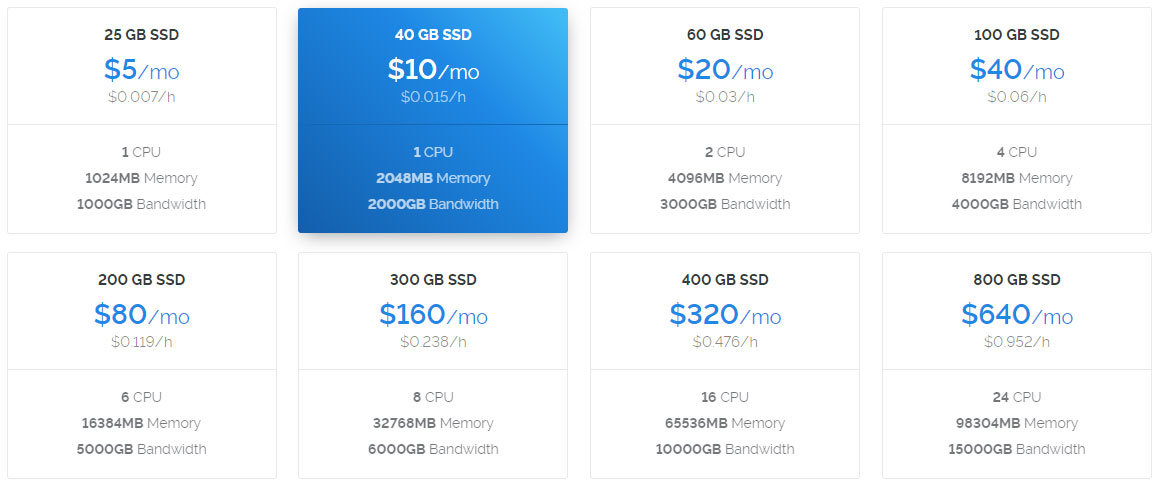 25 GB SSD
$5/mo
$0.007/h
1 CPU
1024MB Memory
1000GB Bandwidth
40 GB SSD
$10/mo
$0.015/h
1 CPU
2048MB Memory
2000GB Bandwidth
60 GB SSD
$20/mo
$0.03/h
2 CPU
4096MB Memory
3000GB Bandwidth
100 GB SSD
$40/mo
$0.06/h
4 CPU
8192MB Memory
4000GB Bandwidth
200 GB SSD
$80/mo
$0.119/h
6 CPU
16384MB Memory
5000GB Bandwidth
300 GB SSD
$160/mo
$0.238/h
8 CPU
32768MB Memory
6000GB Bandwidth
400 GB SSD
$320/mo
$0.476/h
16 CPU
65536MB Memory
10000GB Bandwidth
800 GB SSD
$640/mo
$0.952/h
24 CPU
98304MB Memory
15000GB Bandwidth